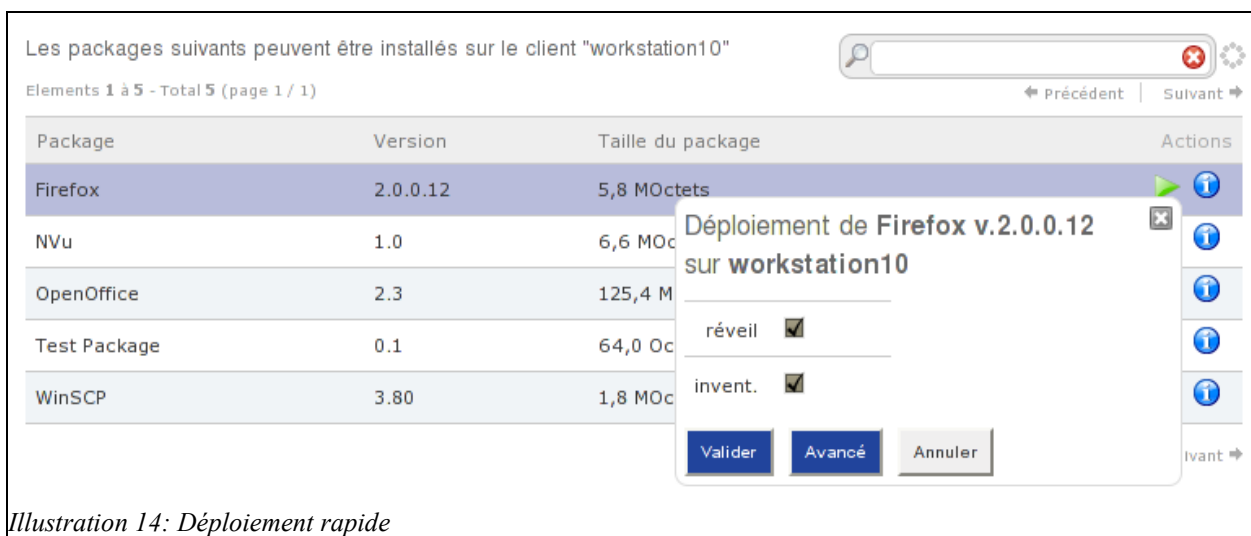 Les packages suivants peuvent être installés sur le client "workstation10"
Elements 1 à 5 - Total 5 (page 1 / 1)
Précédent | Suivant
Package Version Taille du package Actions
Firefox 2.0.0.12 5,8 MOctets
NVu 1.0 6,6 MOc
OpenOffice 2.3 125,4 M
Test Package 0.1 64,0 Oc
WinSCP 3.80 1,8 MOc
Déploiement de Firefox v.2.0.0.12
sur workstation10
réveil
invent.
Valider Avancé Annuler
ivant
Illustration 14: Déploiement rapide